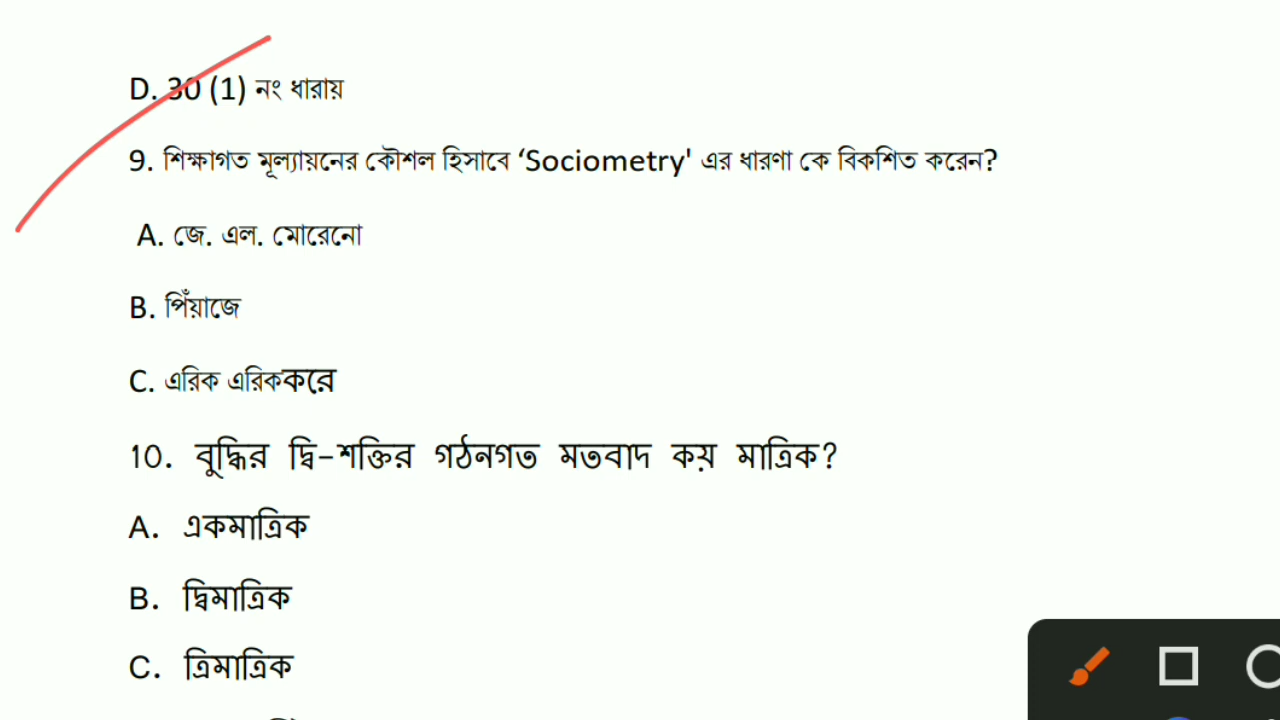 D. 30 (1) নং ধারায়
9. শিক্ষাগত মূল্যায়নের কৌশল হিসাবে ‘Sociometry' এর ধারণা কে বিকশিত করেন?
A. জে. এল. মোরেনো
B. পিঁয়াজে
C. এরিক এরিককরে
10. বুদ্ধির দ্বি-শক্তির গঠনগত মতবাদ কয় মাত্রিক?
A. একমাত্রিক
B. দ্বিমাত্রিক
C. ত্রিমাত্রিক